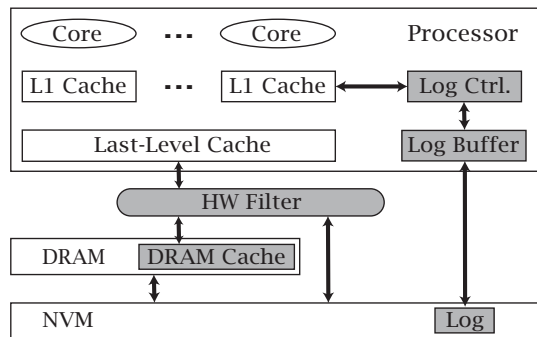 Core ... Core Processor
L1 Cache ... L1 Cache Log Ctrl.
Last-Level Cache Log Buffer
HW Filter
DRAM DRAM Cache
NVM Log